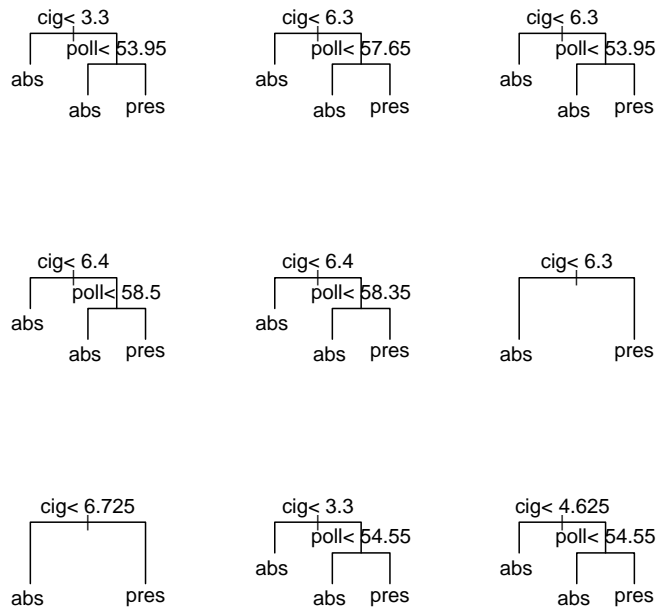 cig< 3.3
poll< 53.95
abs
abs
pres
cig< 6.3
poll< 57.65
abs
abs
pres
cig< 6.3
poll< 53.95
abs
abs
pres
cig< 6.4
poll< 58.5
abs
abs
pres
cig< 6.4
poll< 58.35
abs
abs
pres
cig< 6.3
abs
pres
cig< 6.725
abs
pres
cig< 3.3
poll< 54.55
abs
abs
pres
cig< 4.625
poll< 54.55
abs
abs
pres